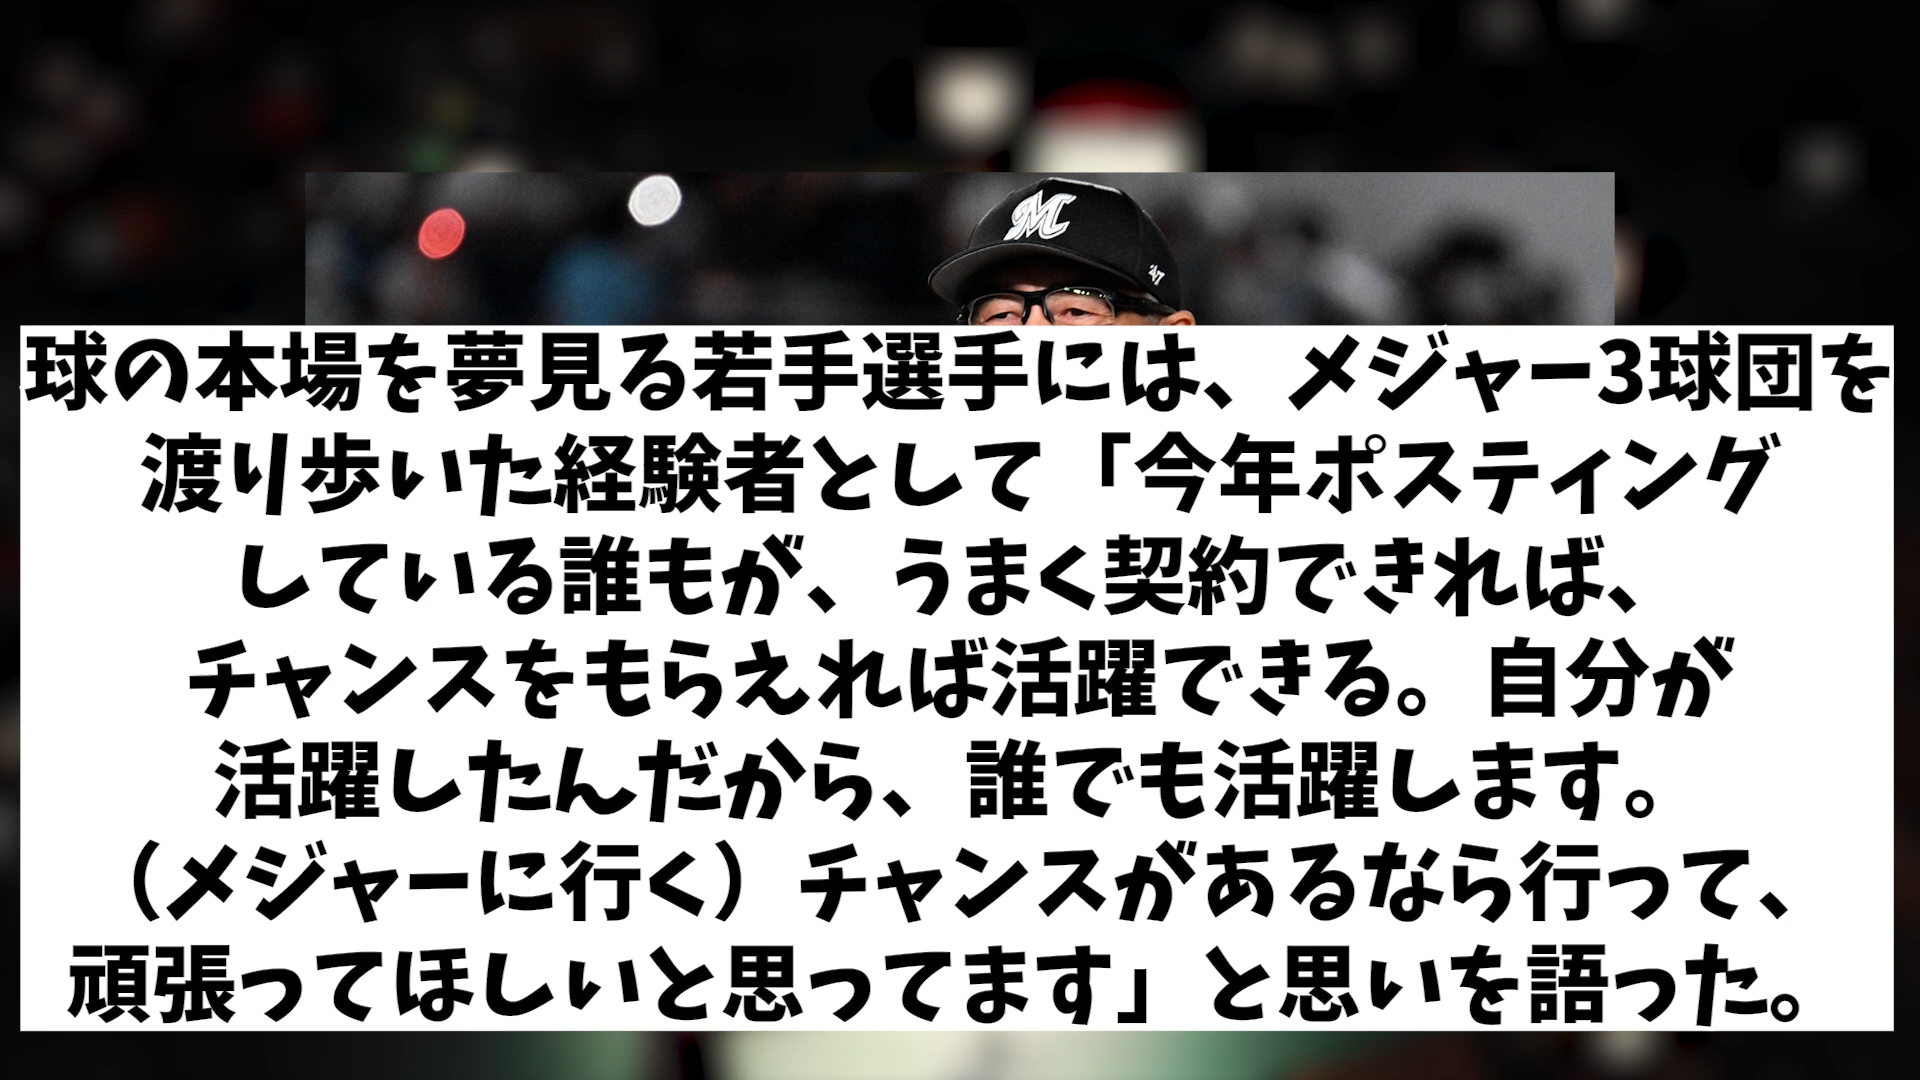 M
'47
球の本場を夢見る若手選手には、メジャー3球団を
渡り歩いた経験者として「今年ポスティング
している誰もが、うまく契約できれば、
チャンスをもらえれば活躍できる。自分が
活躍したんだから、誰でも活躍します。
（メジャーに行く）チャンスがあるなら行って、
頑張ってほしいと思ってます」と思いを語った。